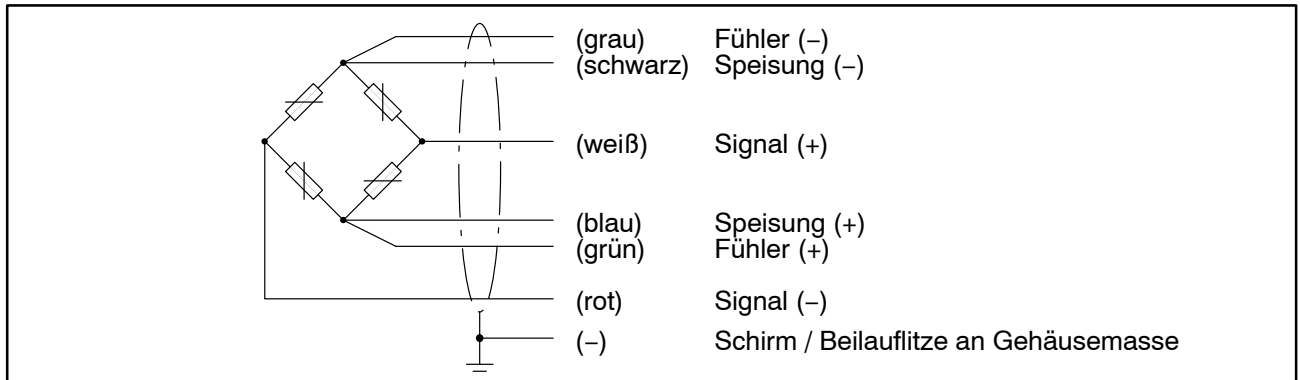 (grau) Fühler (−)
(schwarz) Speisung (−)
(weiß) Signal (+)
(blau) Speisung (+)
(grün) Fühler (+)
(rot) Signal (−)
(−) Schirm / Beilauflitze an Gehäusemasse